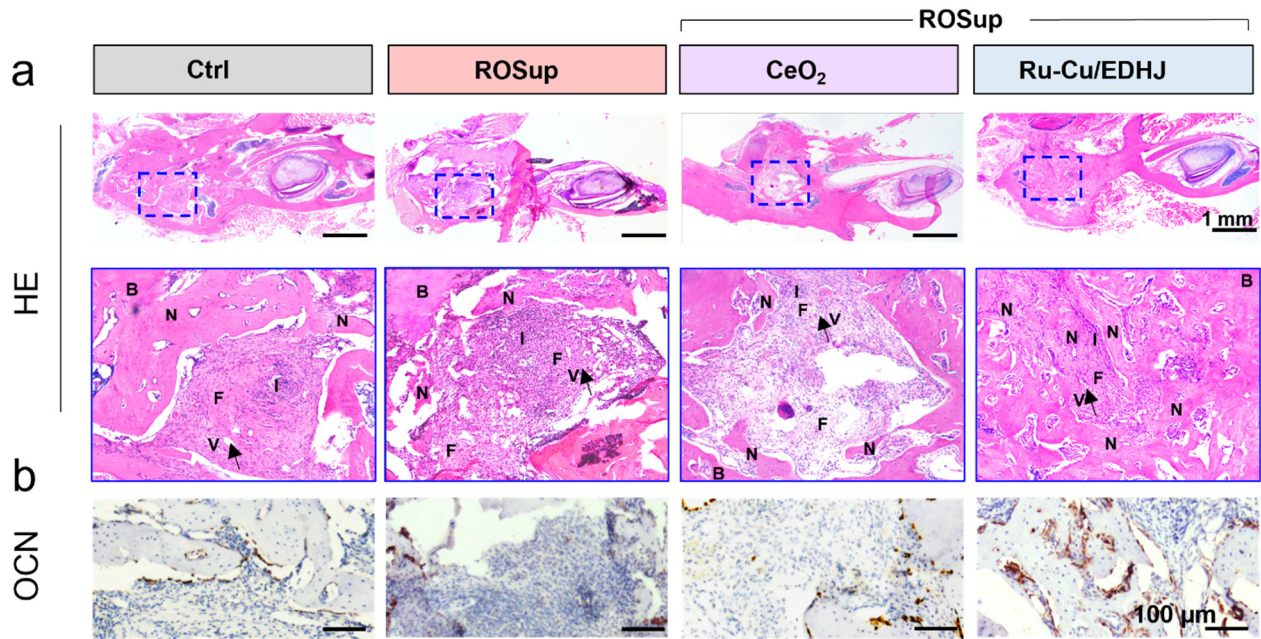 ROSup
a
Ctrl
ROSup
CeO₂
Ru-Cu/EDHJ
HE
1 mm
B
N
N
I
F
V
B
N
I
F
V
N
F
I
N
F
V
F
N
N
B
B
N
N
I
N
F
V
N
N
b
OCN
100 μm